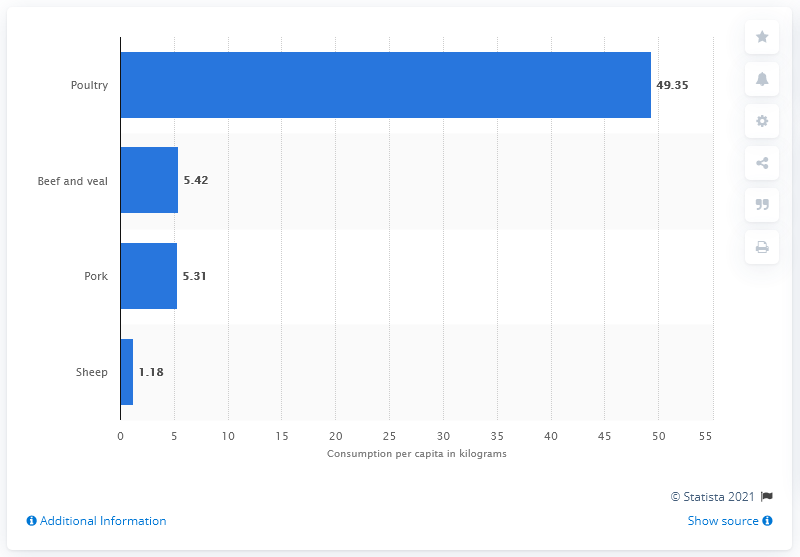 Poultry 49.35
Beef and veal 5.42
Pork 5.31
Sheep 1.18
0 5 10 15 20 25 30 35 40 45 50 55
Consumption per capita in kilograms
© Statista 2021
Additional Information
Show source